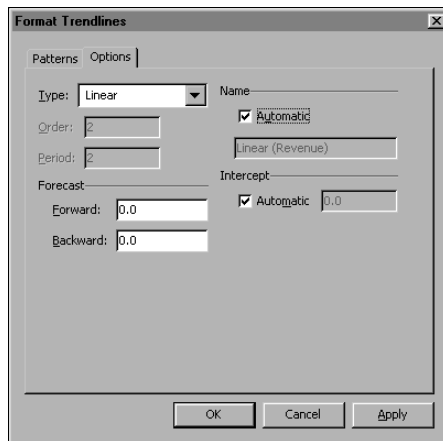 Format Trendlines
Patterns Options
Type: Linear
Order: 2
Period: 2
Forecast
Forward: 0.0
Backward: 0.0
Name
Automatic
Linear (Revenue)
Intercept
Automatic 0.0
OK Cancel Apply